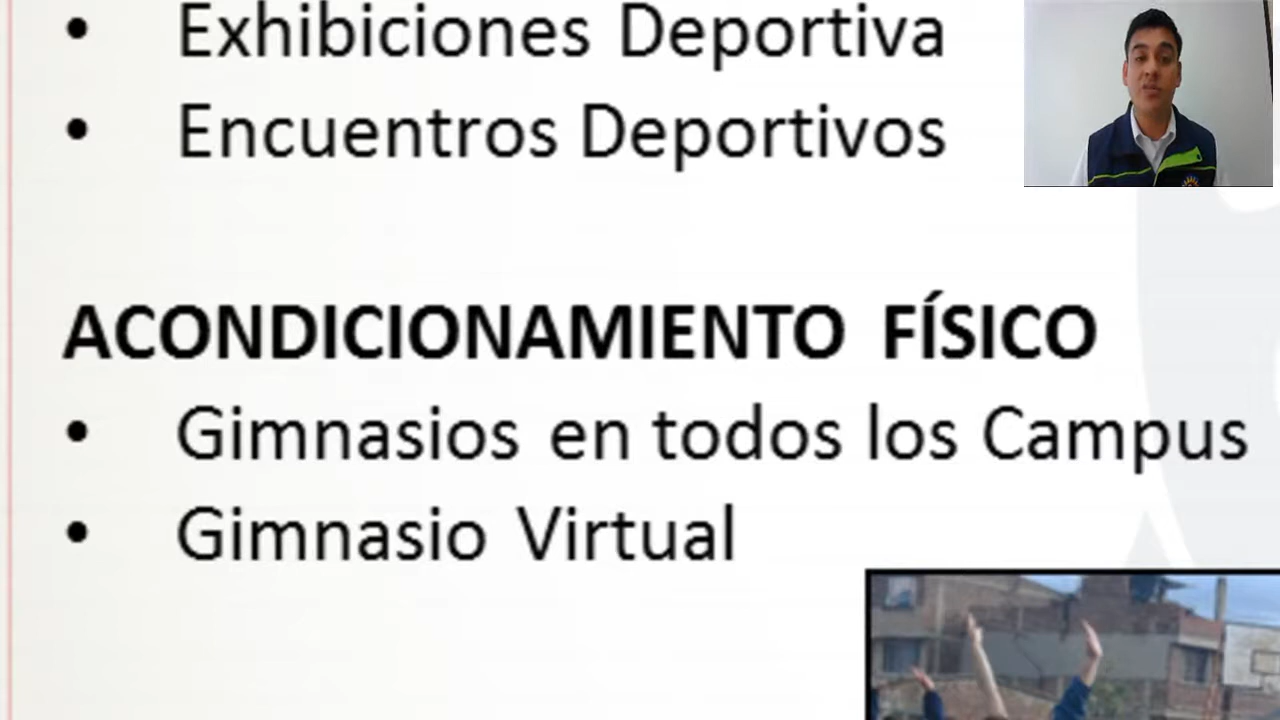 • Exhibiciones Deportiva
• Encuentros Deportivos
ACONDICIONAMIENTO FÍSICO
• Gimnasios en todos los Campus
• Gimnasio Virtual